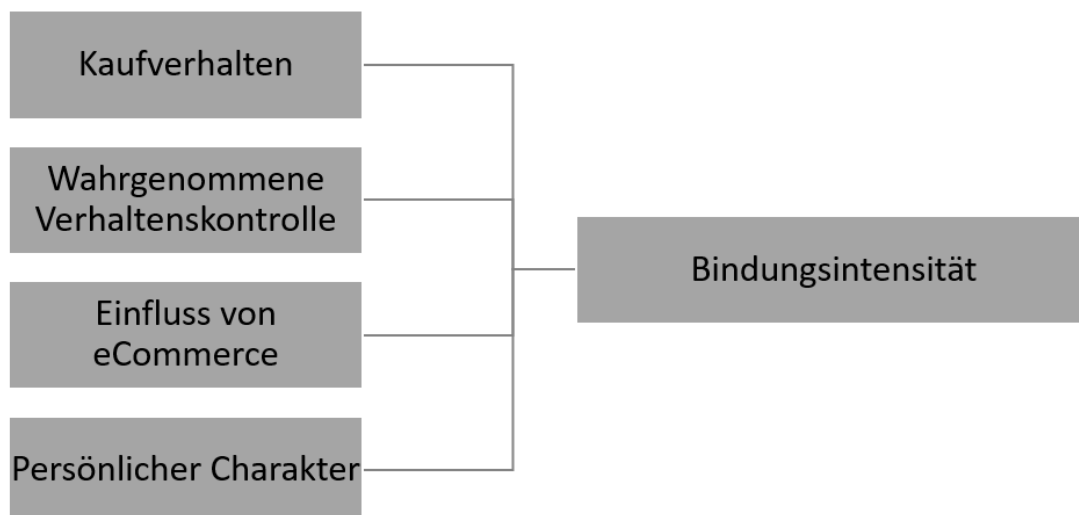 Kaufverhalten
Wahrgenommene
Verhaltenskontrolle
Einfluss von
eCommerce
Persönlicher Charakter
Bindungsintensität